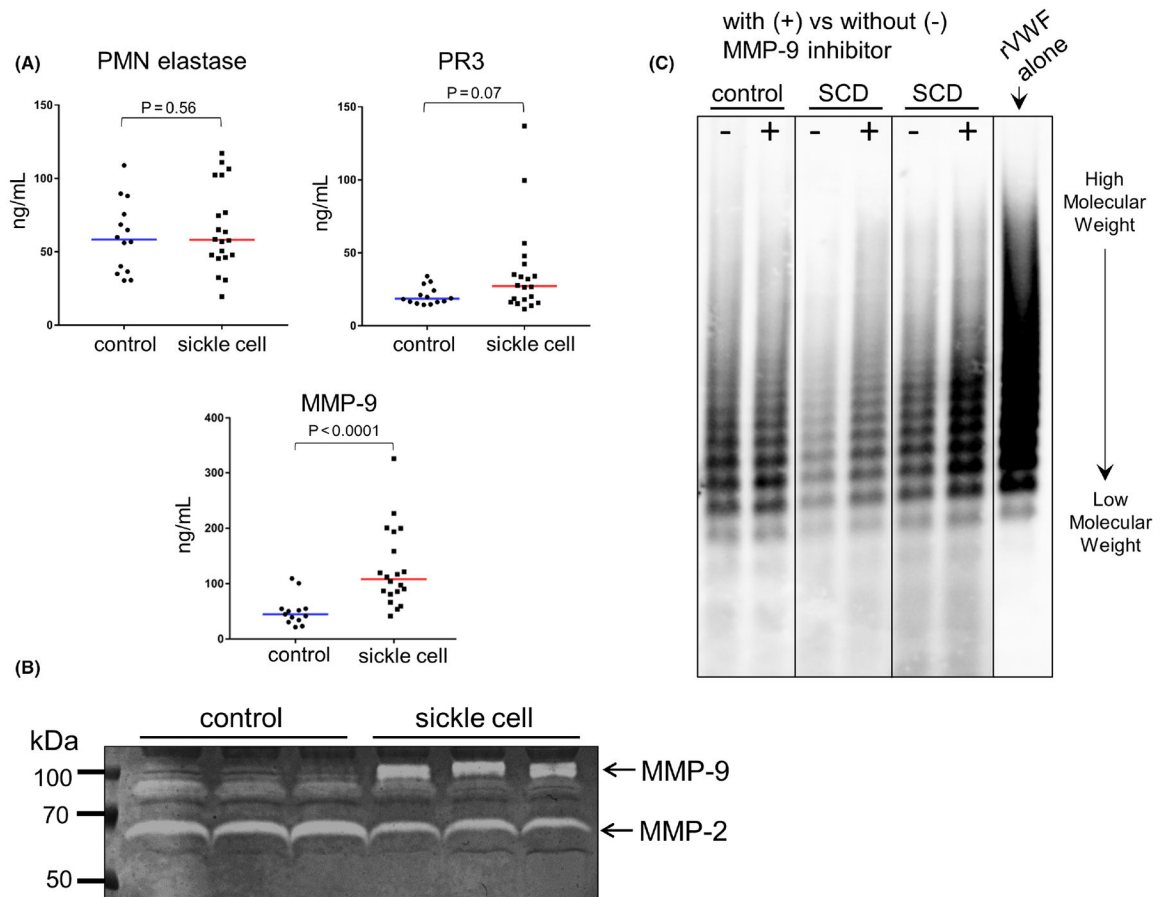 (A)
PMN elastase
P = 0.56
150
100
50
0
ng/mL
control
sickle cell
PR3
P = 0.07
150
100
50
0
ng/mL
control
sickle cell
MMP-9
P < 0.0001
400
300
200
100
0
ng/mL
control
sickle cell
(B)
control
sickle cell
kDa
100
70
50
MMP-9
MMP-2
(C)
with (+) vs without (-)
MMP-9 inhibitor
control
SCD
SCD
rVWF
alone
- + - + - +
High
Molecular
Weight
Low
Molecular
Weight